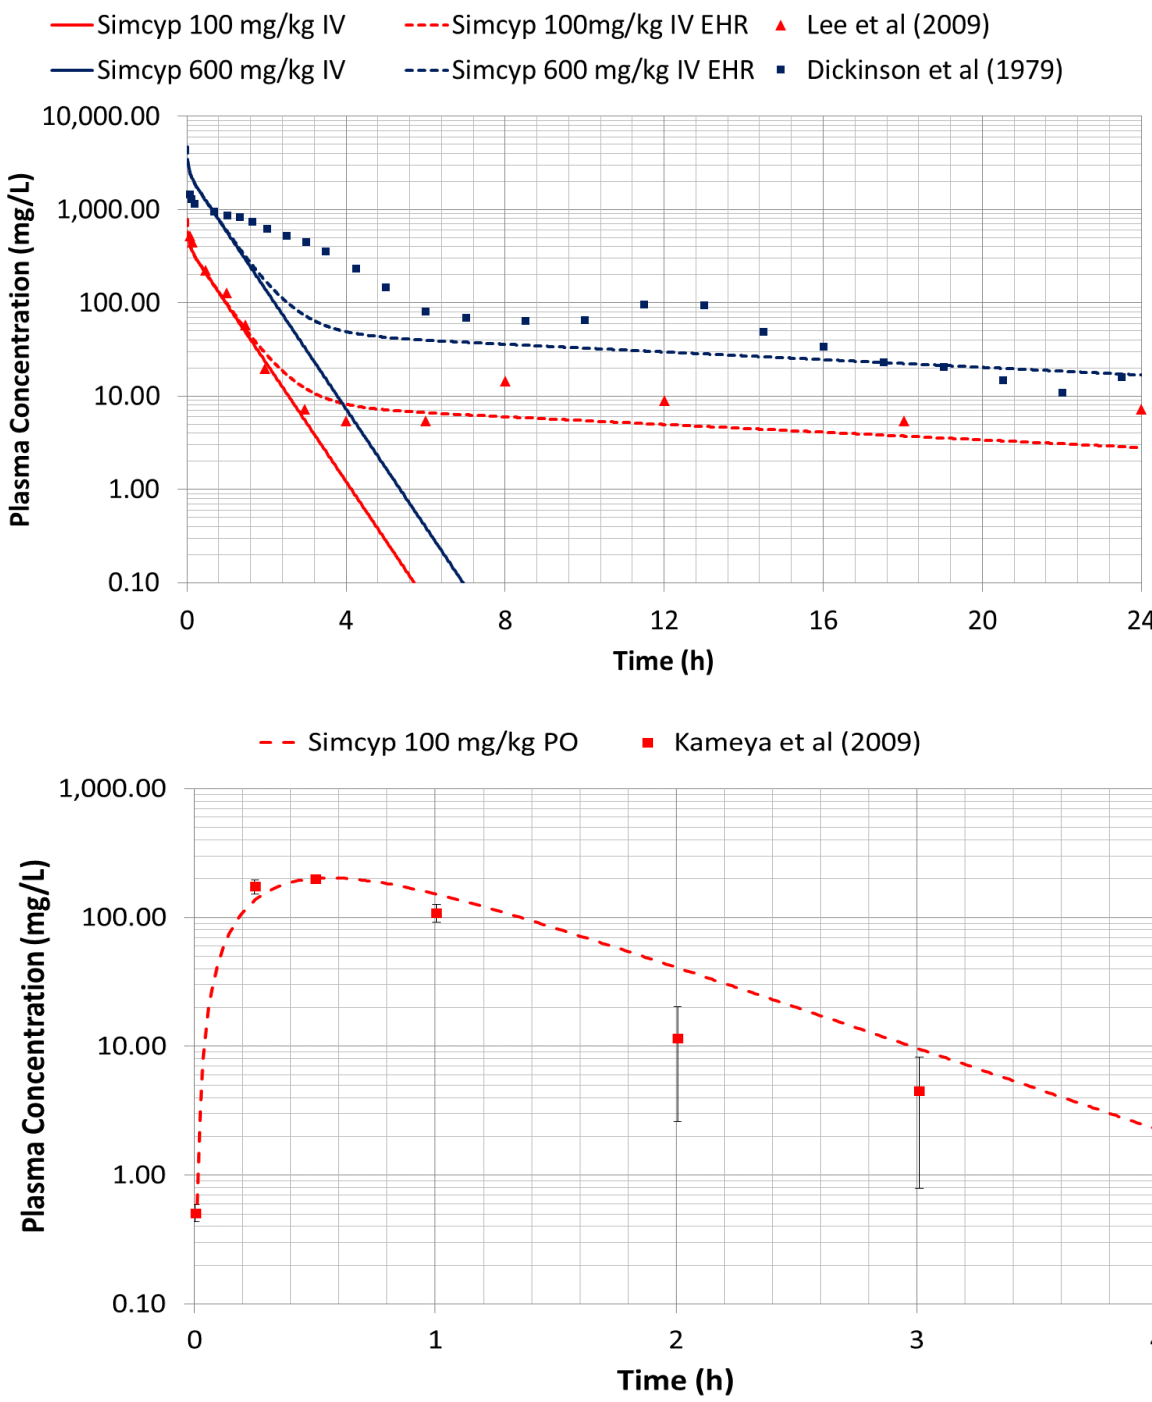 Simcyp 100 mg/kg IV Simcyp 100mg/kg IV EHR Lee et al (2009)
Simcyp 600 mg/kg IV Simcyp 600 mg/kg IV EHR Dickinson et al (1979)
Plasma Concentration (mg/L)
10,000.00
1,000.00
100.00
10.00
1.00
0.10
0 4 8 12 16 20 24
Time (h)
Simcyp 100 mg/kg PO Kameya et al (2009)
Plasma Concentration (mg/L)
1,000.00
100.00
10.00
1.00
0.10
0 1 2 3
Time (h)